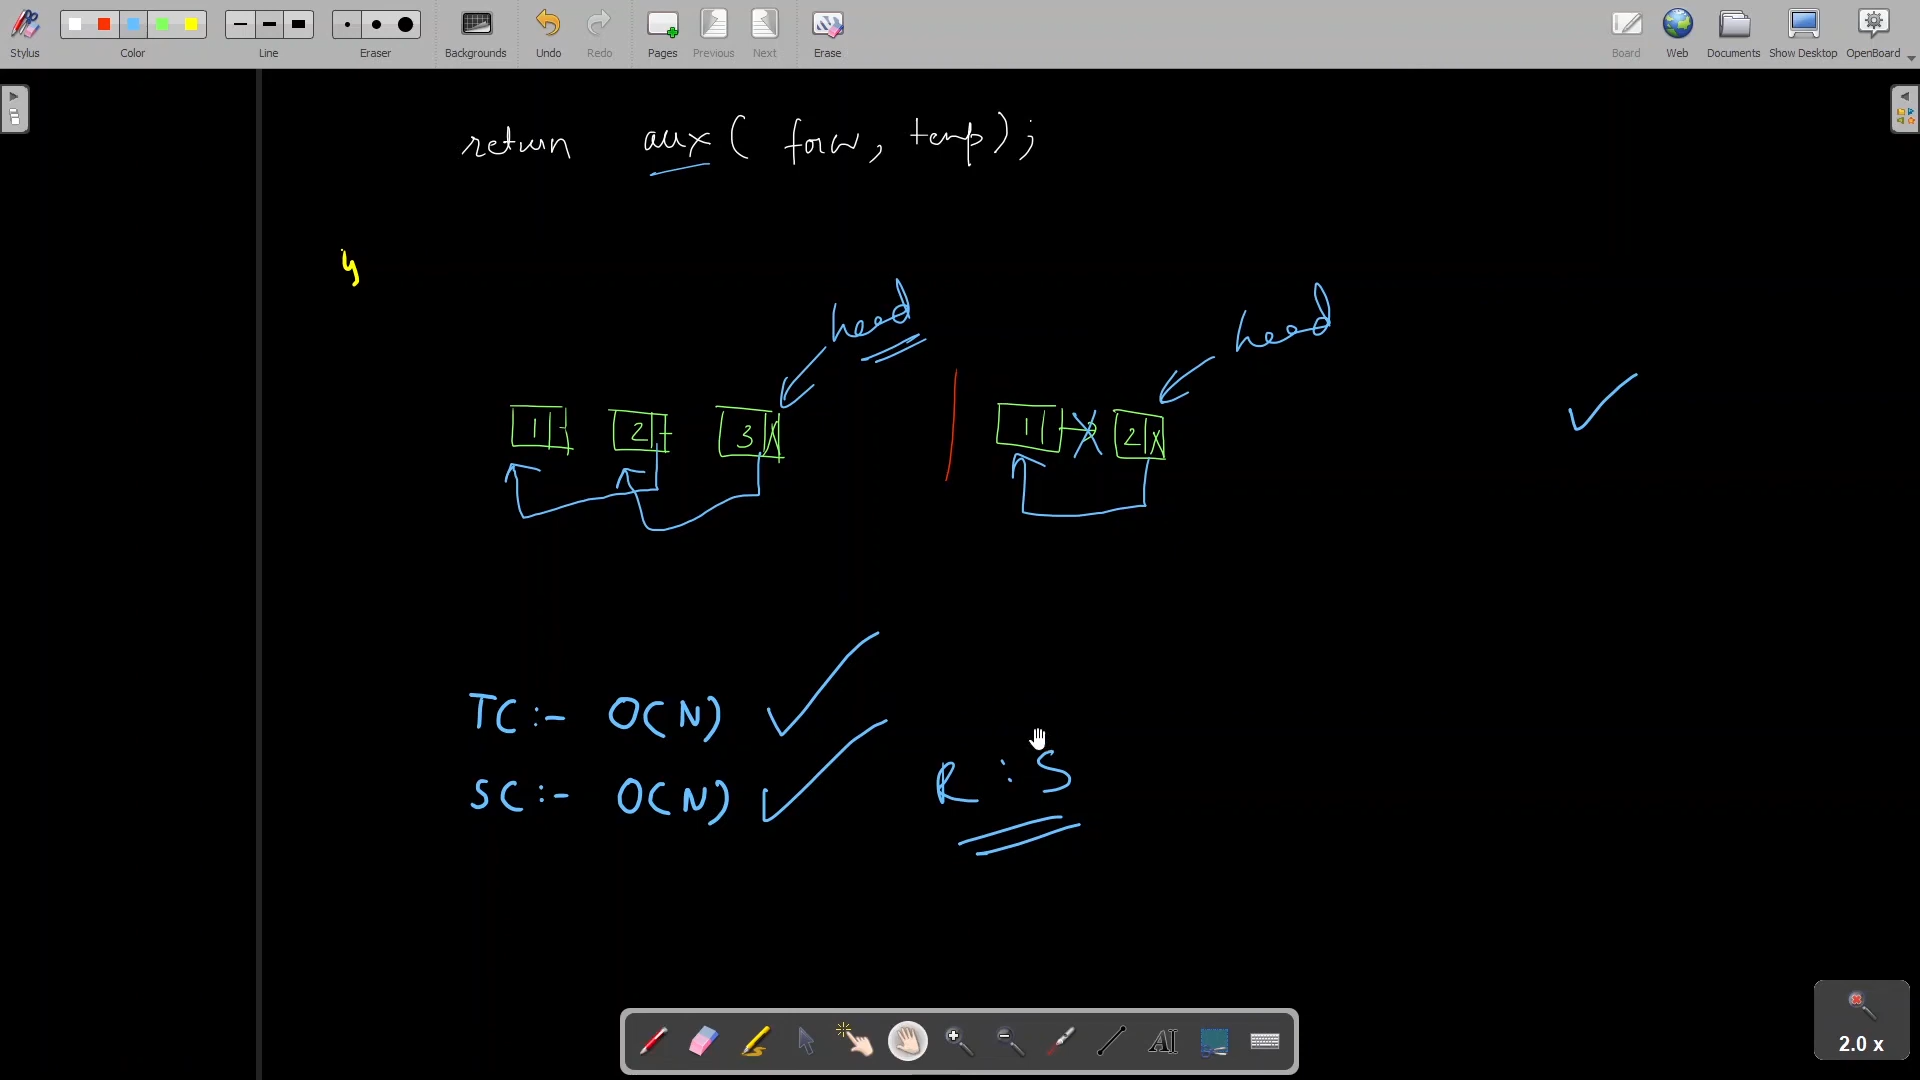 Stylus Color Line Eraser Backgrounds Undo Redo Pages Previous Next Erase Board Web Documents Show Desktop OpenBoard
return aux( forw, temp);
head head
1 2 3 1 2
TC :- O(N)
SC :- O(N) R : S
AI
2.0 x